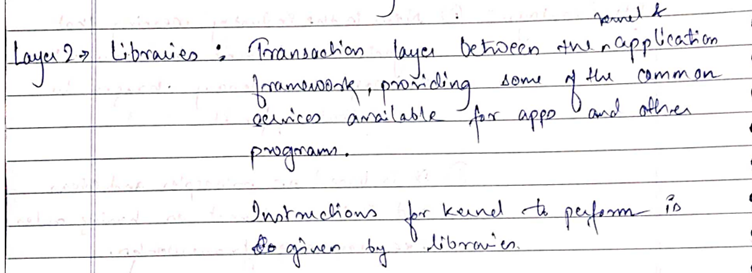 kernel &
Layer 2 → Libraries : Transaction layer between the application
framework, providing some of the common
services available for apps and other
programs.
Instructions for kernel to perform is
given by libraries.